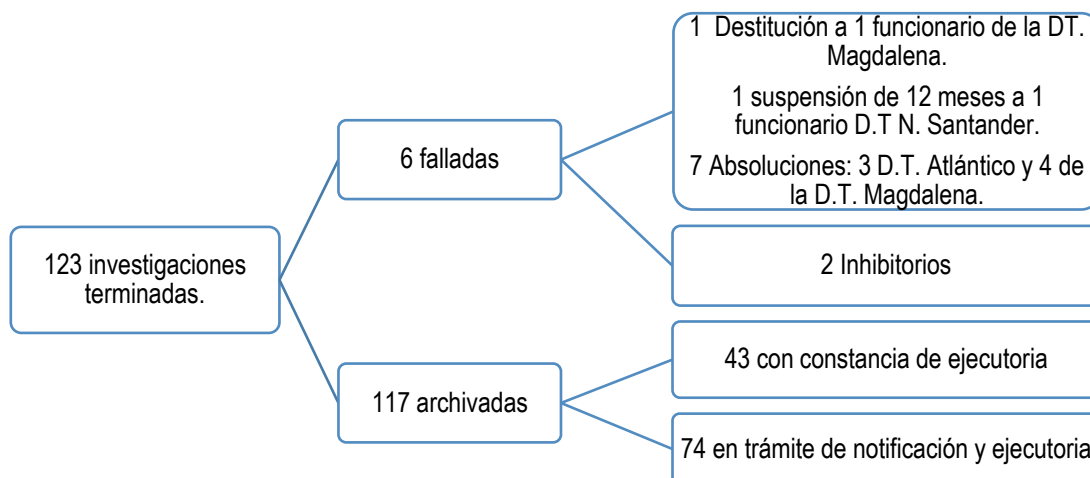 1 Destitución a 1 funcionario de la DT.
Magdalena.
1 suspensión de 12 meses a 1
funcionario D.T N. Santander.
7 Absoluciones: 3 D.T. Atlántico y 4 de
la D.T. Magdalena.
6 falladas
123 investigaciones
terminadas.
2 Inhibitorios
43 con constancia de ejecutoria
117 archivadas
74 en trámite de notificación y ejecutoria